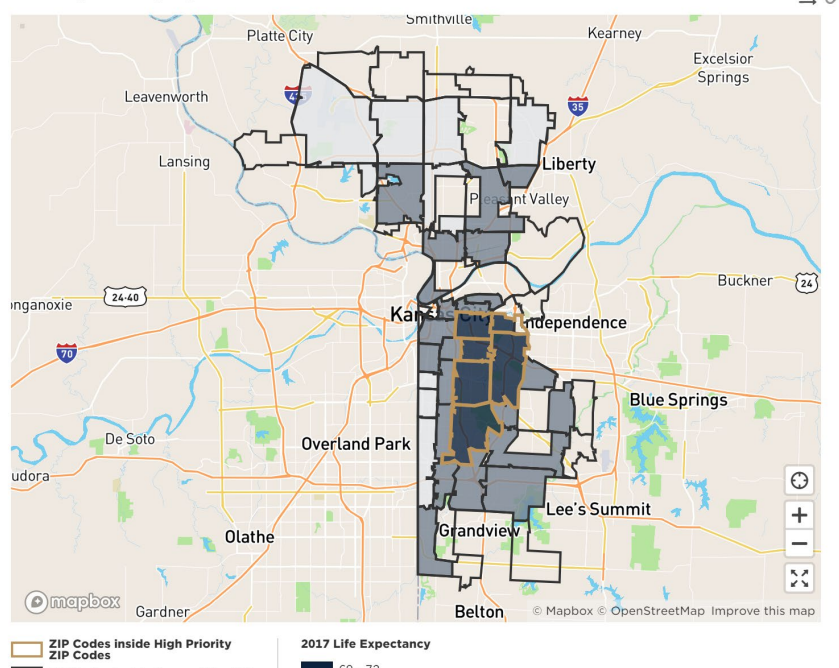 Smithville
Platte City
Kearney
Excelsior
Springs
Leavenworth
35
Lansing
Liberty
Pleasant Valley
Buckner
24
24-40
onganoxie
Kansas City
Independence
70
Blue Springs
De Soto
Overland Park
udora
Lee's Summit
Grandview
Olathe
mapbox
Gardner
Belton
© Mapbox © OpenStreetMap Improve this map
ZIP Codes inside High Priority
ZIP Codes
2017 Life Expectancy